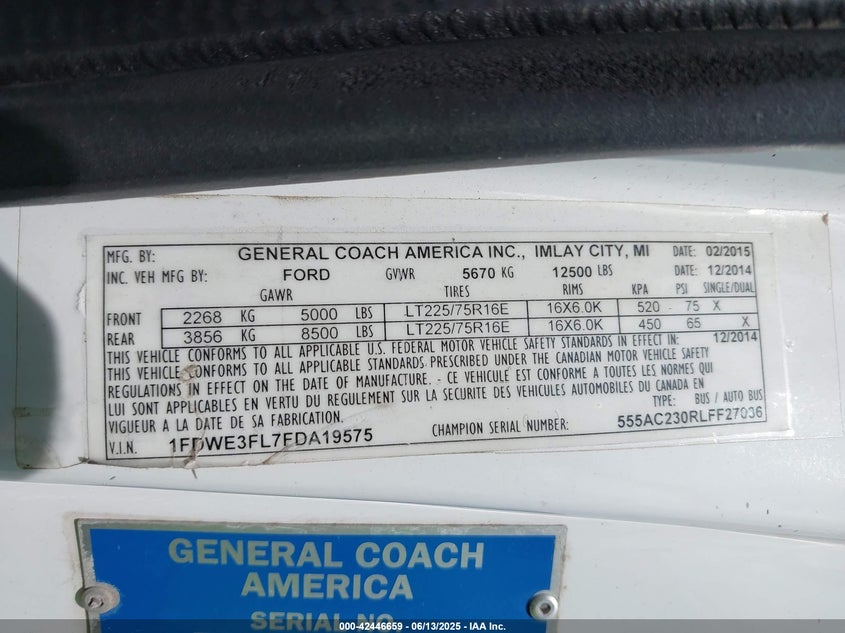 MFG. BY: GENERAL COACH AMERICA INC., IMLAY CITY, MI DATE: 02/2015
INC. VEH MFG BY: FORD GVWR 5670 KG 12500 LBS DATE: 12/2014
GAWR TIRES RIMS KPA PSI SINGLE/DUAL
FRONT 2268 KG 5000 LBS LT225/75R16E 16X6.0K 520 75 X
REAR 3856 KG 8500 LBS LT225/75R16E 16X6.0K 450 65 X
THIS VEHICLE CONFORMS TO ALL APPLICABLE U.S. FEDERAL MOTOR VEHICLE SAFETY STANDARDS IN EFFECT IN: 12/2014
THIS VEHICLE CONFORMS TO ALL APPLICABLE STANDARDS PRESCRIBED UNDER THE CANADIAN MOTOR VEHICLE SAFETY
REGULATIONS IN EFFECT ON THE DATE OF MANUFACTURE. - CE VEHICULE EST CONFORME A TOUTES LES NORMES QUI
LUI SONT APPLICABLES EN VERTU DU REGULEMENT SUR LA SECURITE DES VEHICULES AUTOMOBILES DU CANADA EN
VIGUEUR A LA DATE DE SA FABRICATION. TYPE: BUS / AUTO BUS
V.I.N. 1FDWE3FL7FDA19575 CHAMPION SERIAL NUMBER: 555AC230RLFF27036
GENERAL COACH
AMERICA
SERIAL NO.
000-42446659 - 06/13/2025 - IAA Inc.